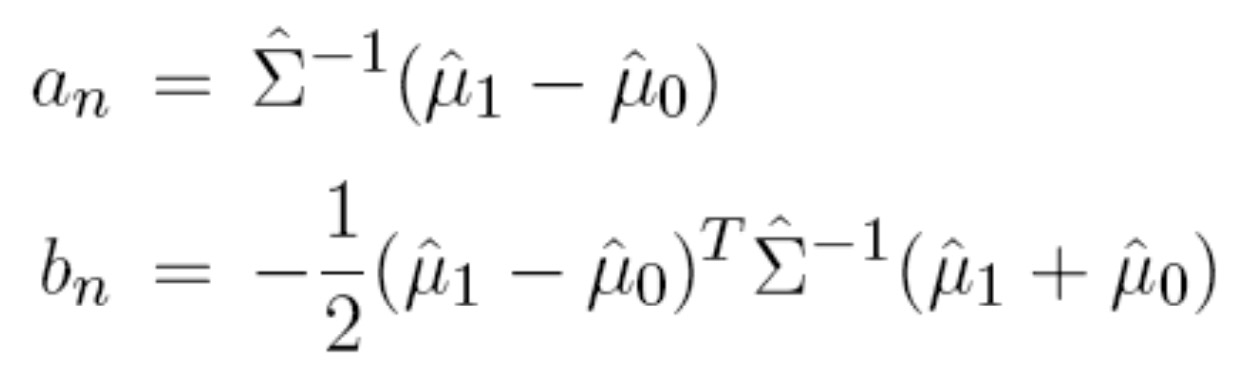 $a_n = \hat{\Sigma}^{-1}(\hat{\mu}_1 - \hat{\mu}_0)$
$b_n = -\frac{1}{2}(\hat{\mu}_1 - \hat{\mu}_0)^T \hat{\Sigma}^{-1}(\hat{\mu}_1 + \hat{\mu}_0)$